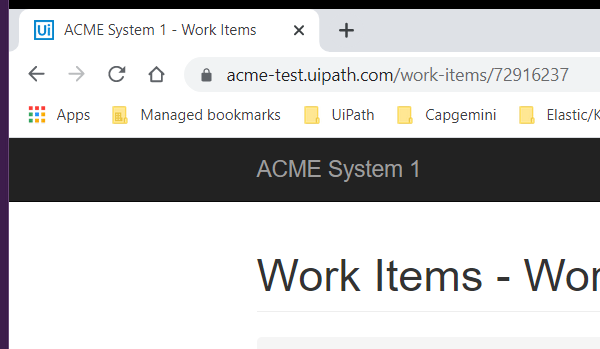 Ui ACME System 1 - Work Items
acme-test.uipath.com/work-items/72916237
Apps Managed bookmarks UiPath Capgemini Elastic/K
ACME System 1
Work Items - Wor